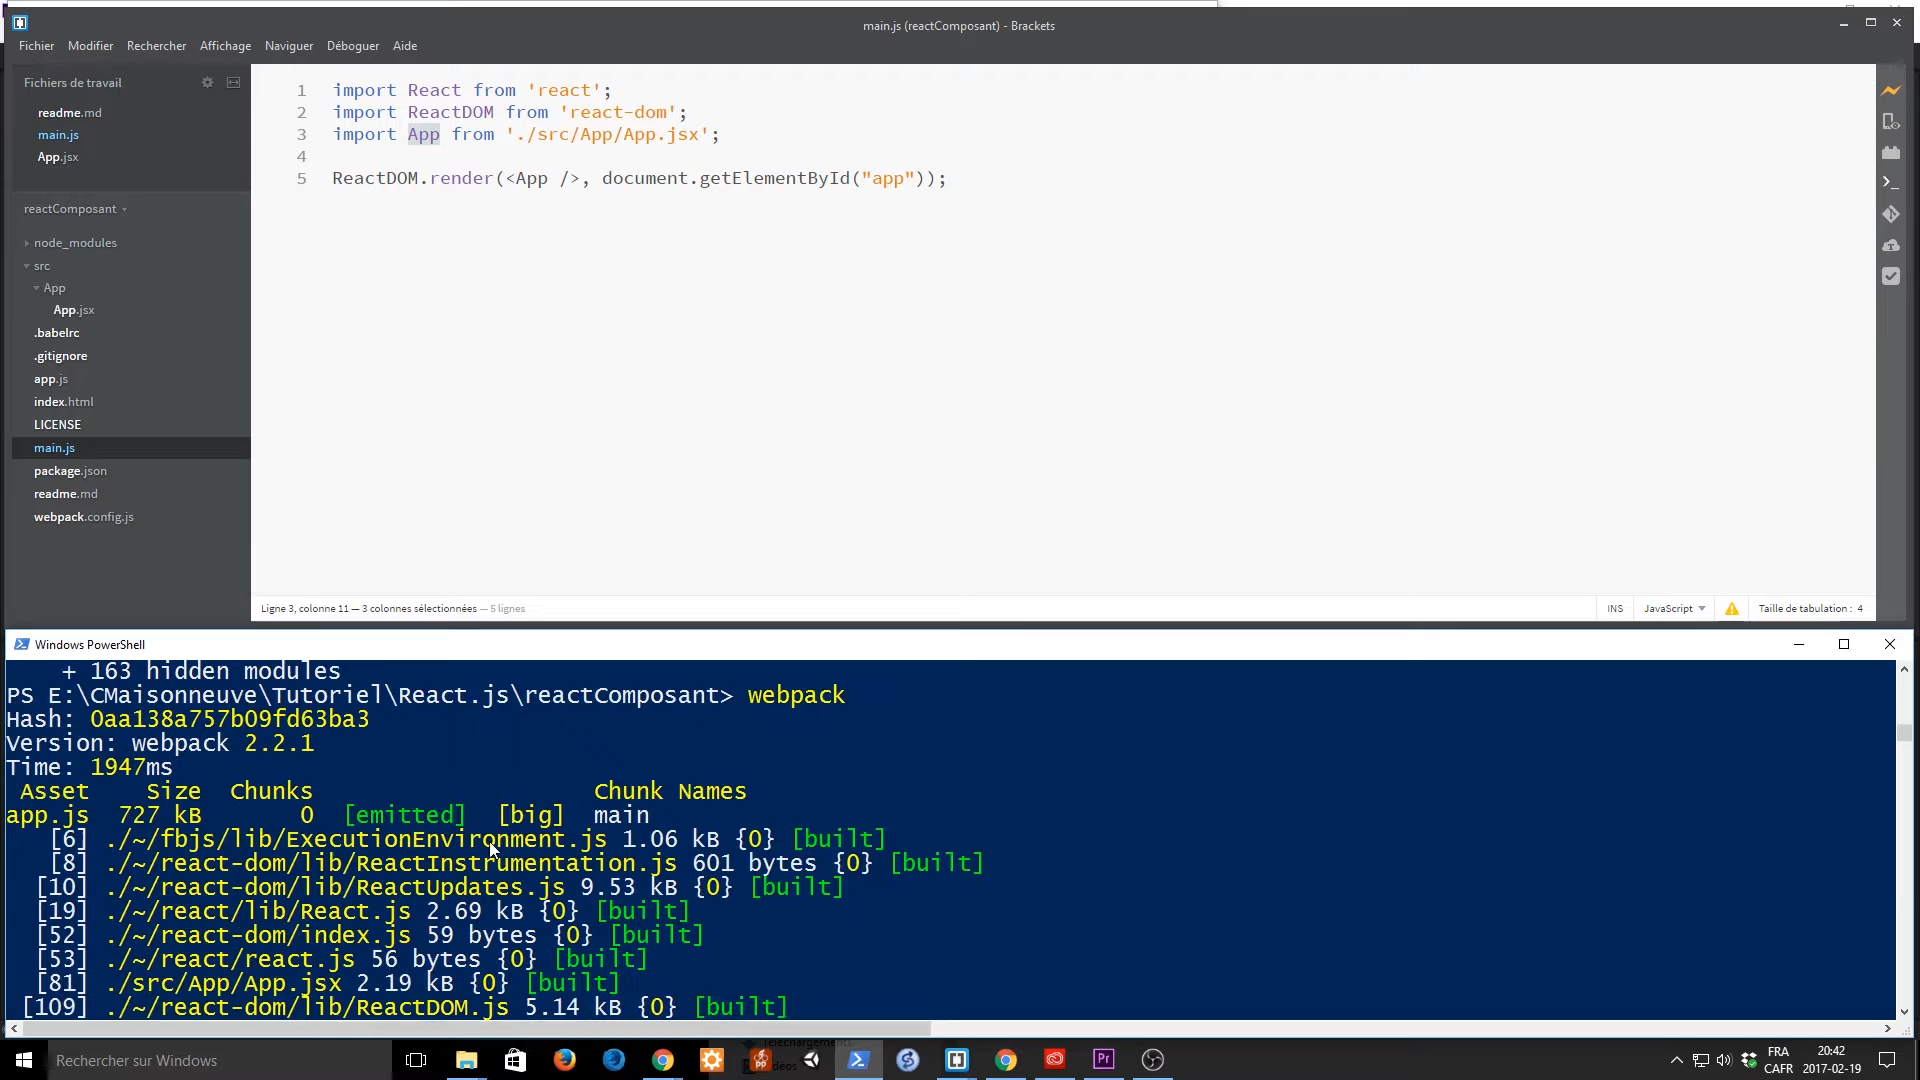 main.js (reactComposant) - Brackets
Fichier Modifier Rechercher Affichage Naviguer Déboguer Aide
Fichiers de travail
readme.md
main.js
App.jsx
reactComposant
node_modules
src
App
App.jsx
.babelrc
.gitignore
app.js
index.html
LICENSE
main.js
package.json
readme.md
webpack.config.js
1 import React from 'react';
2 import ReactDOM from 'react-dom';
3 import App from './src/App/App.jsx';
4
5 ReactDOM.render(<App />, document.getElementById("app"));
Ligne 3, colonne 11 — 3 colonnes sélectionnées — 5 lignes
INS JavaScript Taille de tabulation : 4
Windows PowerShell
+ 163 hidden modules
PS E:\CMaisonneuve\Tutoriel\React.js\reactComposant> webpack
Hash: 0aa138a757b09fd63ba3
Version: webpack 2.2.1
Time: 1947ms
Asset Size Chunks Chunk Names
app.js 727 kB 0 [emitted] [big] main
[6] ./~/fbjs/lib/ExecutionEnvironment.js 1.06 kB {0} [built]
[8] ./~/react-dom/lib/ReactInstrumentation.js 601 bytes {0} [built]
[10] ./~/react-dom/lib/ReactUpdates.js 9.53 kB {0} [built]
[19] ./~/react/lib/React.js 2.69 kB {0} [built]
[52] ./~/react-dom/index.js 59 bytes {0} [built]
[53] ./~/react/react.js 56 bytes {0} [built]
[81] ./src/App/App.jsx 2.19 kB {0} [built]
[109] ./~/react-dom/lib/ReactDOM.js 5.14 kB {0} [built]
Rechercher sur Windows
Pr
FRA
CAFR
20:42
2017-02-19